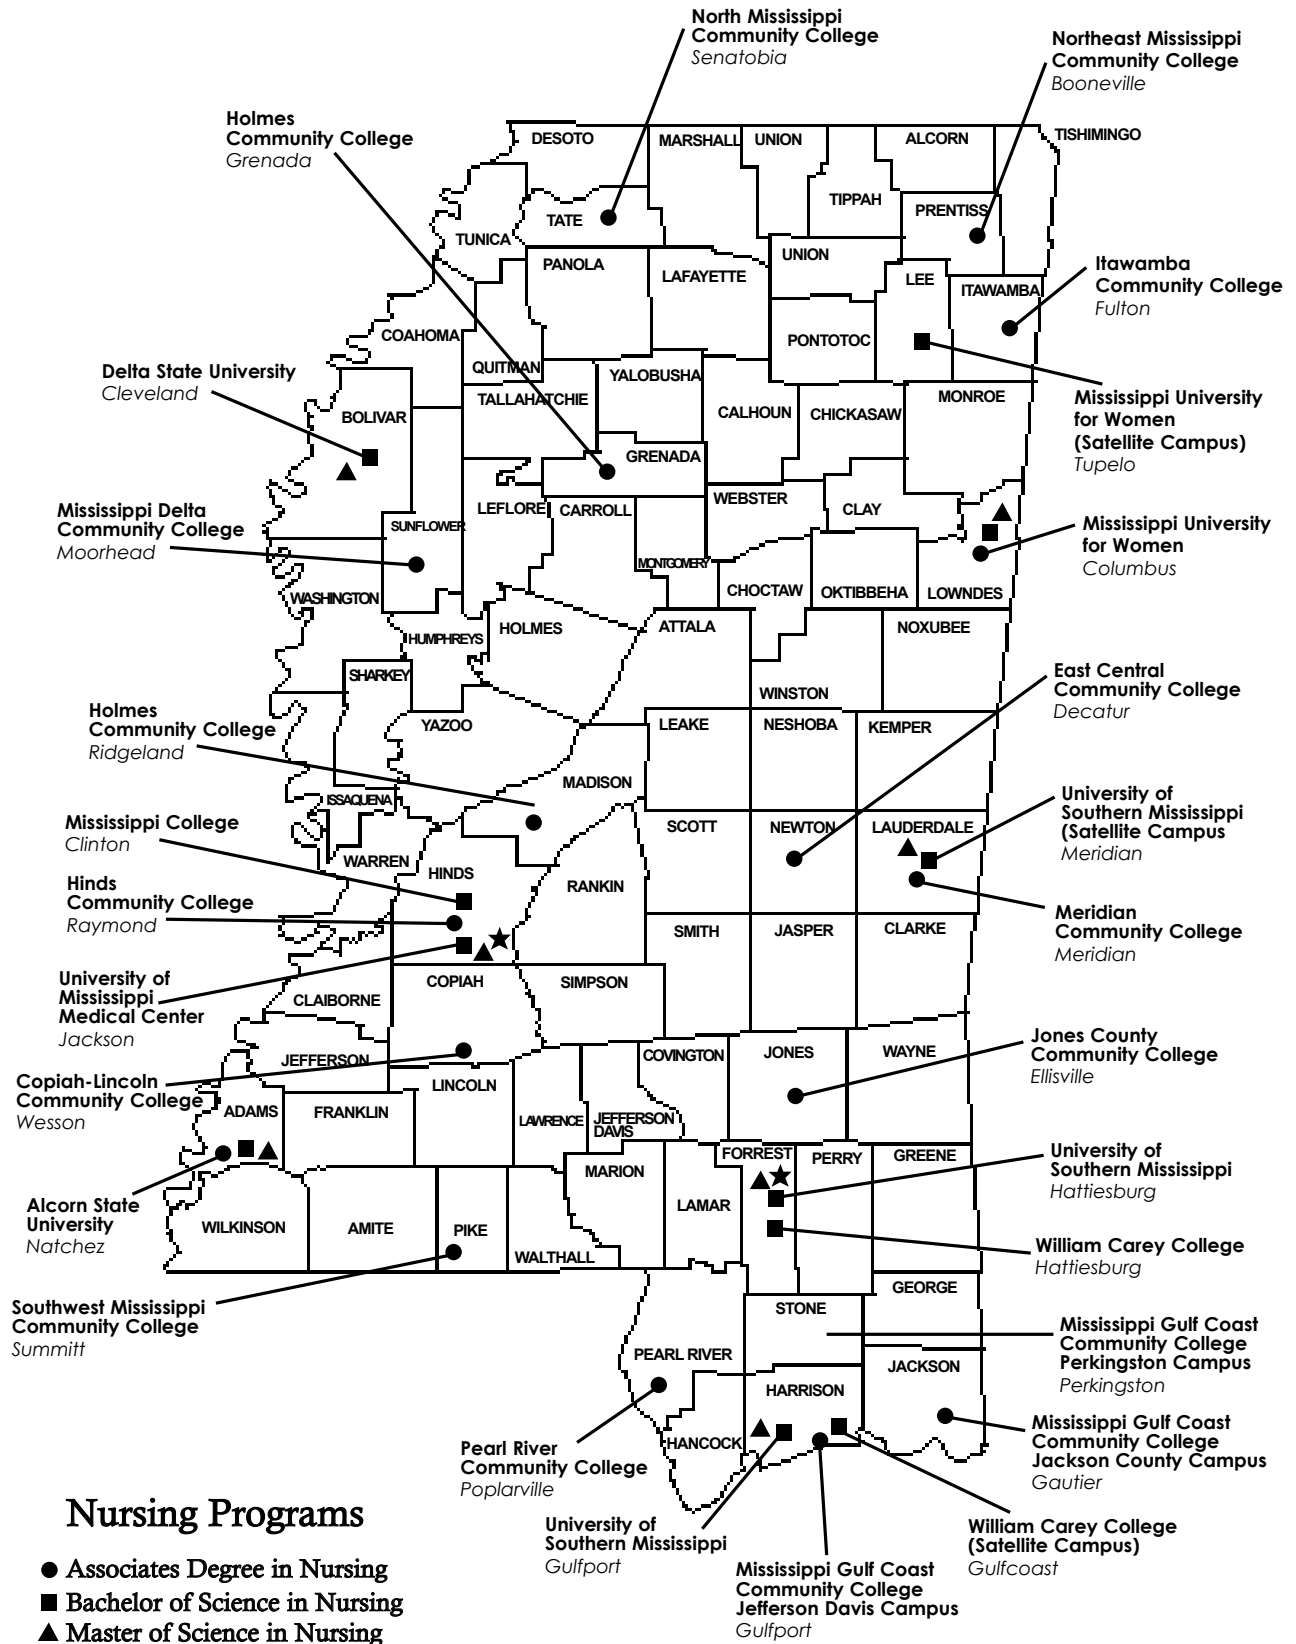 North Mississippi
Community College
Senatobia
Northeast Mississippi
Community College
Booneville
Holmes
Community College
Grenada
DESOTO
MARSHALL
UNION
ALCORN
TISHIMINGO
TIPPAH
PRENTISS
TATE
TUNICA
PANOLA
LAFAYETTE
UNION
LEE
ITAWAMBA
Itawamba
Community College
Fulton
COAHOMA
QUITMAN
PONTOTOC
YALOBUSHA
Delta State University
Cleveland
TALLAHATCHIE
BOLIVAR
CALHOUN
CHICKASAW
MONROE
Mississippi University
for Women
(Satellite Campus)
Tupelo
GRENADA
Mississippi Delta
Community College
Moorhead
SUNFLOWER
LEFLORE
CARROLL
WEBSTER
CLAY
Mississippi University
for Women
Columbus
MONTGOMERY
CHOCTAW
OKTIBBEHA
LOWNDES
WASHINGTON
HUMPHREYS
HOLMES
ATTALA
NOXUBEE
SHARKEY
WINSTON
East Central
Community College
Decatur
Holmes
Community College
Ridgeland
YAZOO
LEAKE
NESHOBA
KEMPER
MADISON
ISSAQUENA
University of
Southern Mississippi
(Satellite Campus
Meridian
Mississippi College
Clinton
SCOTT
NEWTON
LAUDERDALE
WARREN
HINDS
RANKIN
Hinds
Community College
Raymond
Meridian
Community College
Meridian
SMITH
JASPER
CLARKE
University of
Mississippi
Medical Center
Jackson
COPIAH
SIMPSON
CLAIBORNE
Jones County
Community College
Ellisville
JEFFERSON
COVINGTON
JONES
WAYNE
Copiah-Lincoln
Community College
Wesson
LINCOLN
ADAMS
FRANKLIN
LAWRENCE
JEFFERSON
DAVIS
FORREST
PERRY
GREENE
University of
Southern Mississippi
Hattiesburg
MARION
LAMAR
Alcorn State
University
Natchez
WILKINSON
AMITE
PIKE
WALTHALL
William Carey College
Hattiesburg
GEORGE
STONE
Southwest Mississippi
Community College
Summitt
Mississippi Gulf Coast
Community College
Perkingston Campus
Perkingston
PEARL RIVER
JACKSON
HARRISON
Mississippi Gulf Coast
Community College
Jackson County Campus
Gautier
HANCOCK
Pearl River
Community College
Poplarville
University of
Southern Mississippi
Gulfport
William Carey College
(Satellite Campus)
Gulfcoast
Mississippi Gulf Coast
Community College
Jefferson Davis Campus
Gulfport
Nursing Programs
Associates Degree in Nursing
Bachelor of Science in Nursing
Master of Science in Nursing